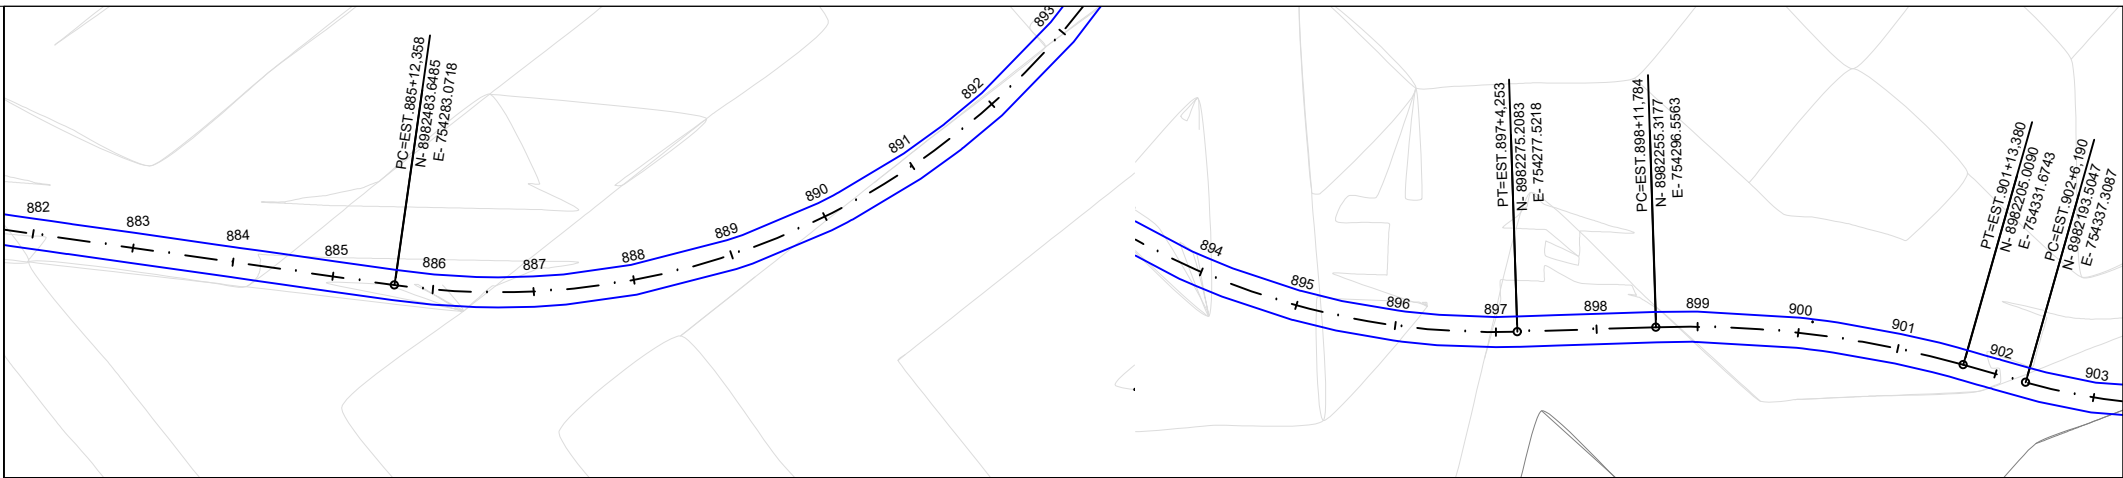 882
883
884
885
PC=EST.885+12,358
N- 8982483.6485
E- 754283.0718
886
887
888
889
890
891
892
893
894
895
896
897
PT=EST.897+4,253
N- 8982275.2083
E- 754277.5218
898
PC=EST.898+11,784
N- 8982255.3177
E- 754296.5563
899
900
901
PT=EST.901+13,380
N- 8982205.0090
E- 754331.6743
902
PC=EST.902+6,190
N- 8982193.5047
E- 754337.3087
903